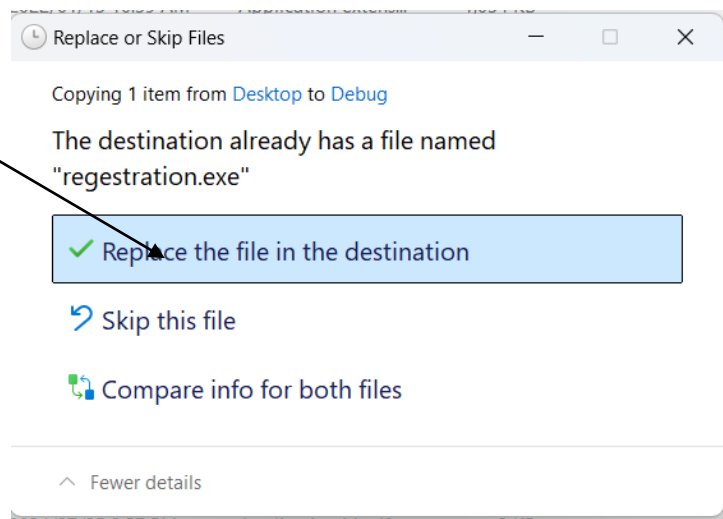 Replace or Skip Files
Copying 1 item from Desktop to Debug
The destination already has a file named
"regestration.exe"
Replace the file in the destination
Skip this file
Compare info for both files
Fewer details